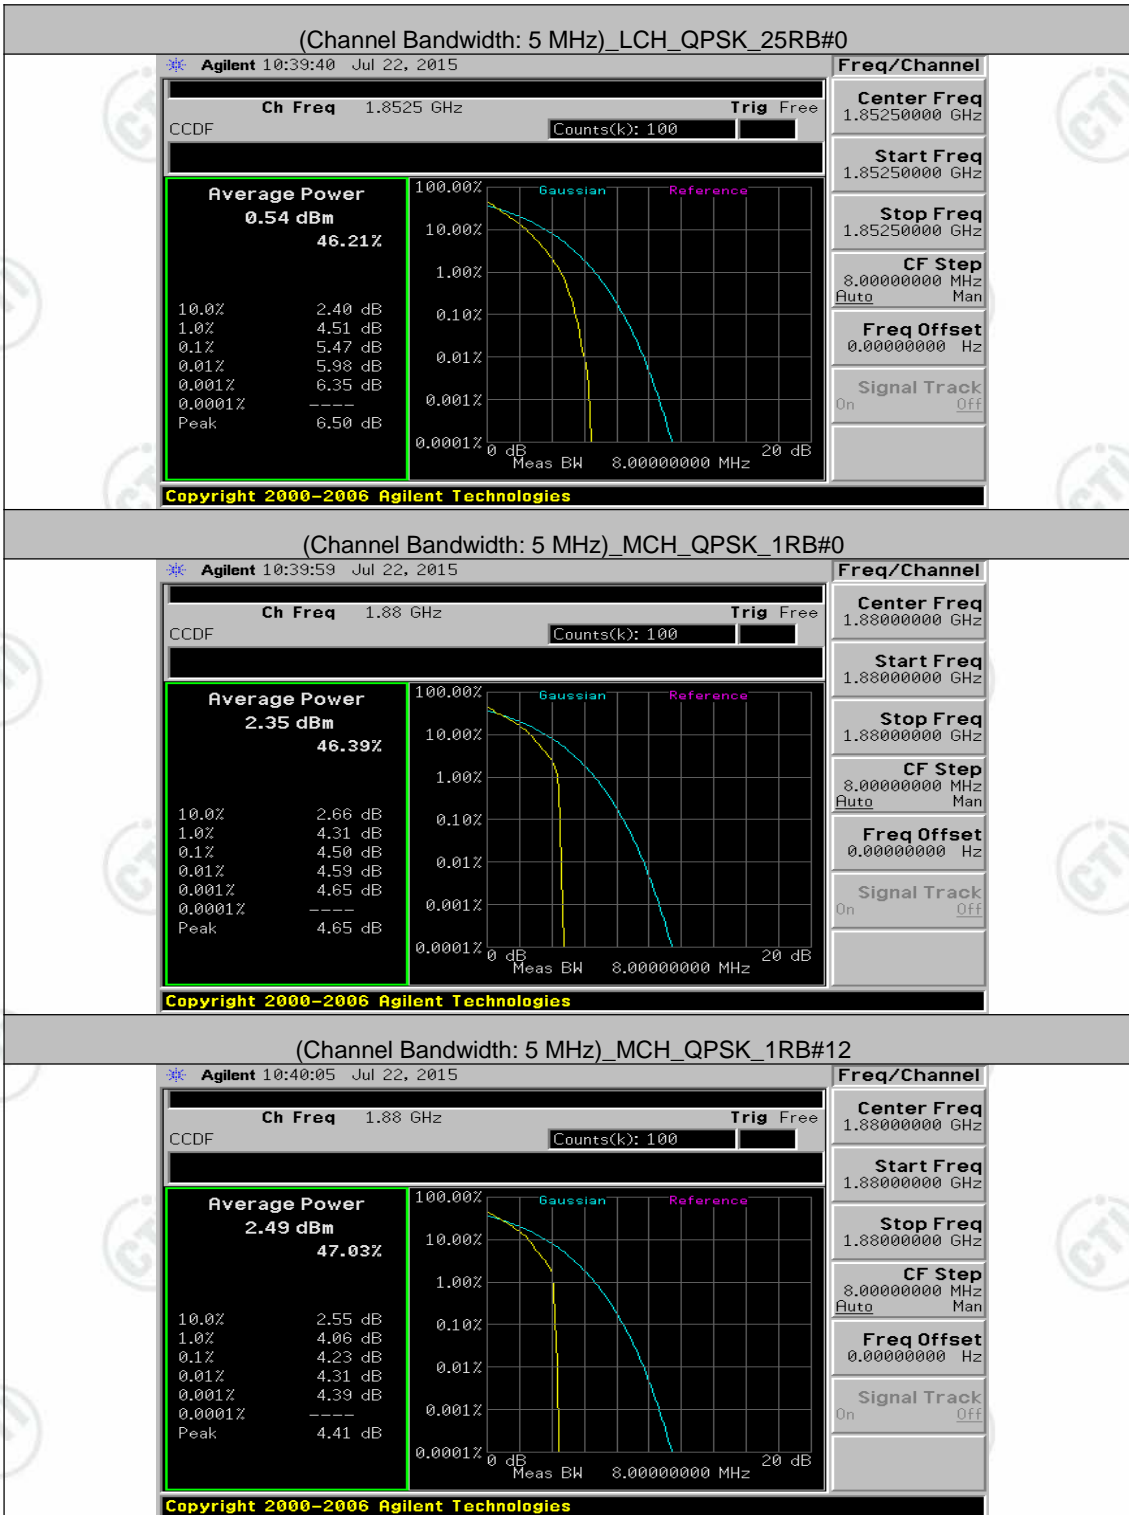 (Channel Bandwidth: 5 MHz)_LCH_QPSK_25RB#0
Agilent 10:39:40 Jul 22, 2015
Freq/Channel
Ch Freq 1.8525 GHz Trig Free
CCDF Counts(k): 100
Center Freq
1.85250000 GHz
Start Freq
1.85250000 GHz
Stop Freq
1.85250000 GHz
CF Step
8.00000000 MHz
Auto Man
Freq Offset
0.00000000 Hz
Signal Track
On Off
Average Power
0.54 dBm
46.21%
10.0% 2.40 dB
1.0% 4.51 dB
0.1% 5.47 dB
0.01% 5.98 dB
0.001% 6.35 dB
0.0001% ----
Peak 6.50 dB
Gaussian Reference
100.00%
10.00%
1.00%
0.10%
0.01%
0.001%
0.0001%
0 dB 20 dB
Meas BW 8.00000000 MHz
Copyright 2000-2006 Agilent Technologies
(Channel Bandwidth: 5 MHz)_MCH_QPSK_1RB#0
Agilent 10:39:59 Jul 22, 2015
Freq/Channel
Ch Freq 1.88 GHz Trig Free
CCDF Counts(k): 100
Center Freq
1.88000000 GHz
Start Freq
1.88000000 GHz
Stop Freq
1.88000000 GHz
CF Step
8.00000000 MHz
Auto Man
Freq Offset
0.00000000 Hz
Signal Track
On Off
Average Power
2.35 dBm
46.39%
10.0% 2.66 dB
1.0% 4.31 dB
0.1% 4.50 dB
0.01% 4.59 dB
0.001% 4.65 dB
0.0001% ----
Peak 4.65 dB
Gaussian Reference
100.00%
10.00%
1.00%
0.10%
0.01%
0.001%
0.0001%
0 dB 20 dB
Meas BW 8.00000000 MHz
Copyright 2000-2006 Agilent Technologies
(Channel Bandwidth: 5 MHz)_MCH_QPSK_1RB#12
Agilent 10:40:05 Jul 22, 2015
Freq/Channel
Ch Freq 1.88 GHz Trig Free
CCDF Counts(k): 100
Center Freq
1.88000000 GHz
Start Freq
1.88000000 GHz
Stop Freq
1.88000000 GHz
CF Step
8.00000000 MHz
Auto Man
Freq Offset
0.00000000 Hz
Signal Track
On Off
Average Power
2.49 dBm
47.03%
10.0% 2.55 dB
1.0% 4.06 dB
0.1% 4.23 dB
0.01% 4.31 dB
0.001% 4.39 dB
0.0001% ----
Peak 4.41 dB
Gaussian Reference
100.00%
10.00%
1.00%
0.10%
0.01%
0.001%
0.0001%
0 dB 20 dB
Meas BW 8.00000000 MHz
Copyright 2000-2006 Agilent Technologies
CTI
CTI
CTI
CTI
CTI
CTI
CTI
CTI